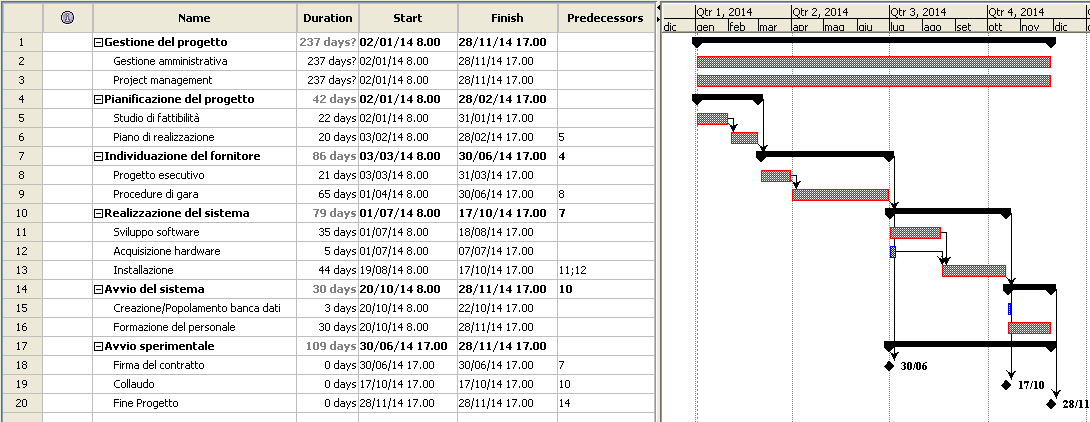 Name Duration Start Finish Predecessors
Qtr 1, 2014 Qtr 2, 2014 Qtr 3, 2014 Qtr 4, 2014
dic gen feb mar apr mag giu lug ago set ott nov dic
1 Gestione del progetto 237 days? 02/01/14 8.00 28/11/14 17.00
2 Gestione amministrativa 237 days? 02/01/14 8.00 28/11/14 17.00
3 Project management 237 days? 02/01/14 8.00 28/11/14 17.00
4 Pianificazione del progetto 42 days 02/01/14 8.00 28/02/14 17.00
5 Studio di fattibilità 22 days 02/01/14 8.00 31/01/14 17.00
6 Piano di realizzazione 20 days 03/02/14 8.00 28/02/14 17.00 5
7 Individuazione del fornitore 86 days 03/03/14 8.00 30/06/14 17.00 4
8 Progetto esecutivo 21 days 03/03/14 8.00 31/03/14 17.00
9 Procedure di gara 65 days 01/04/14 8.00 30/06/14 17.00 8
10 Realizzazione del sistema 79 days 01/07/14 8.00 17/10/14 17.00 7
11 Sviluppo software 35 days 01/07/14 8.00 18/08/14 17.00
12 Acquisizione hardware 5 days 01/07/14 8.00 07/07/14 17.00
13 Installazione 44 days 19/08/14 8.00 17/10/14 17.00 11;12
14 Avvio del sistema 30 days 20/10/14 8.00 28/11/14 17.00 10
15 Creazione/Popolamento banca dati 3 days 20/10/14 8.00 22/10/14 17.00
16 Formazione del personale 30 days 20/10/14 8.00 28/11/14 17.00
17 Avvio sperimentale 109 days 30/06/14 17.00 28/11/14 17.00
18 Firma del contratto 0 days 30/06/14 17.00 30/06/14 17.00 7 30/06
19 Collaudo 0 days 17/10/14 17.00 17/10/14 17.00 10 17/10
20 Fine Progetto 0 days 28/11/14 17.00 28/11/14 17.00 14 28/11